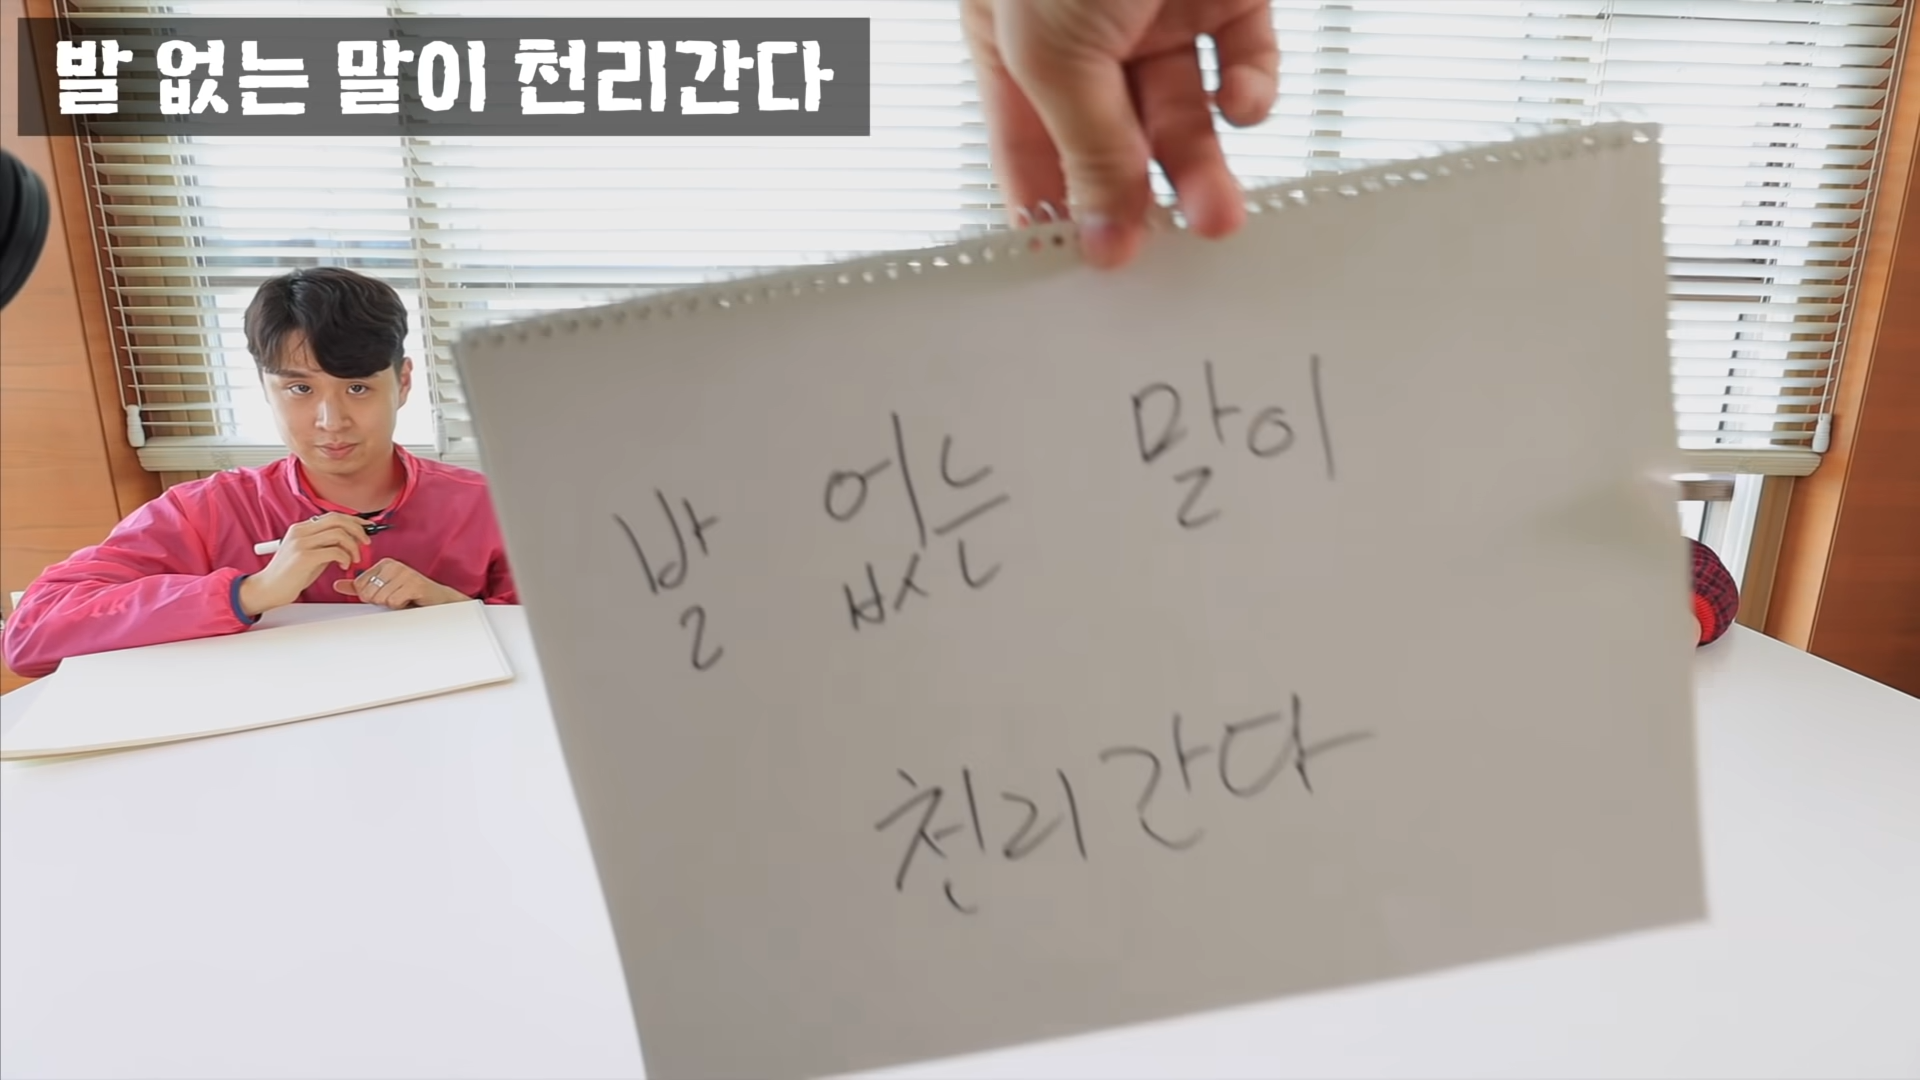 발 없는 말이 천리간다
발 없는 말이
천리간다